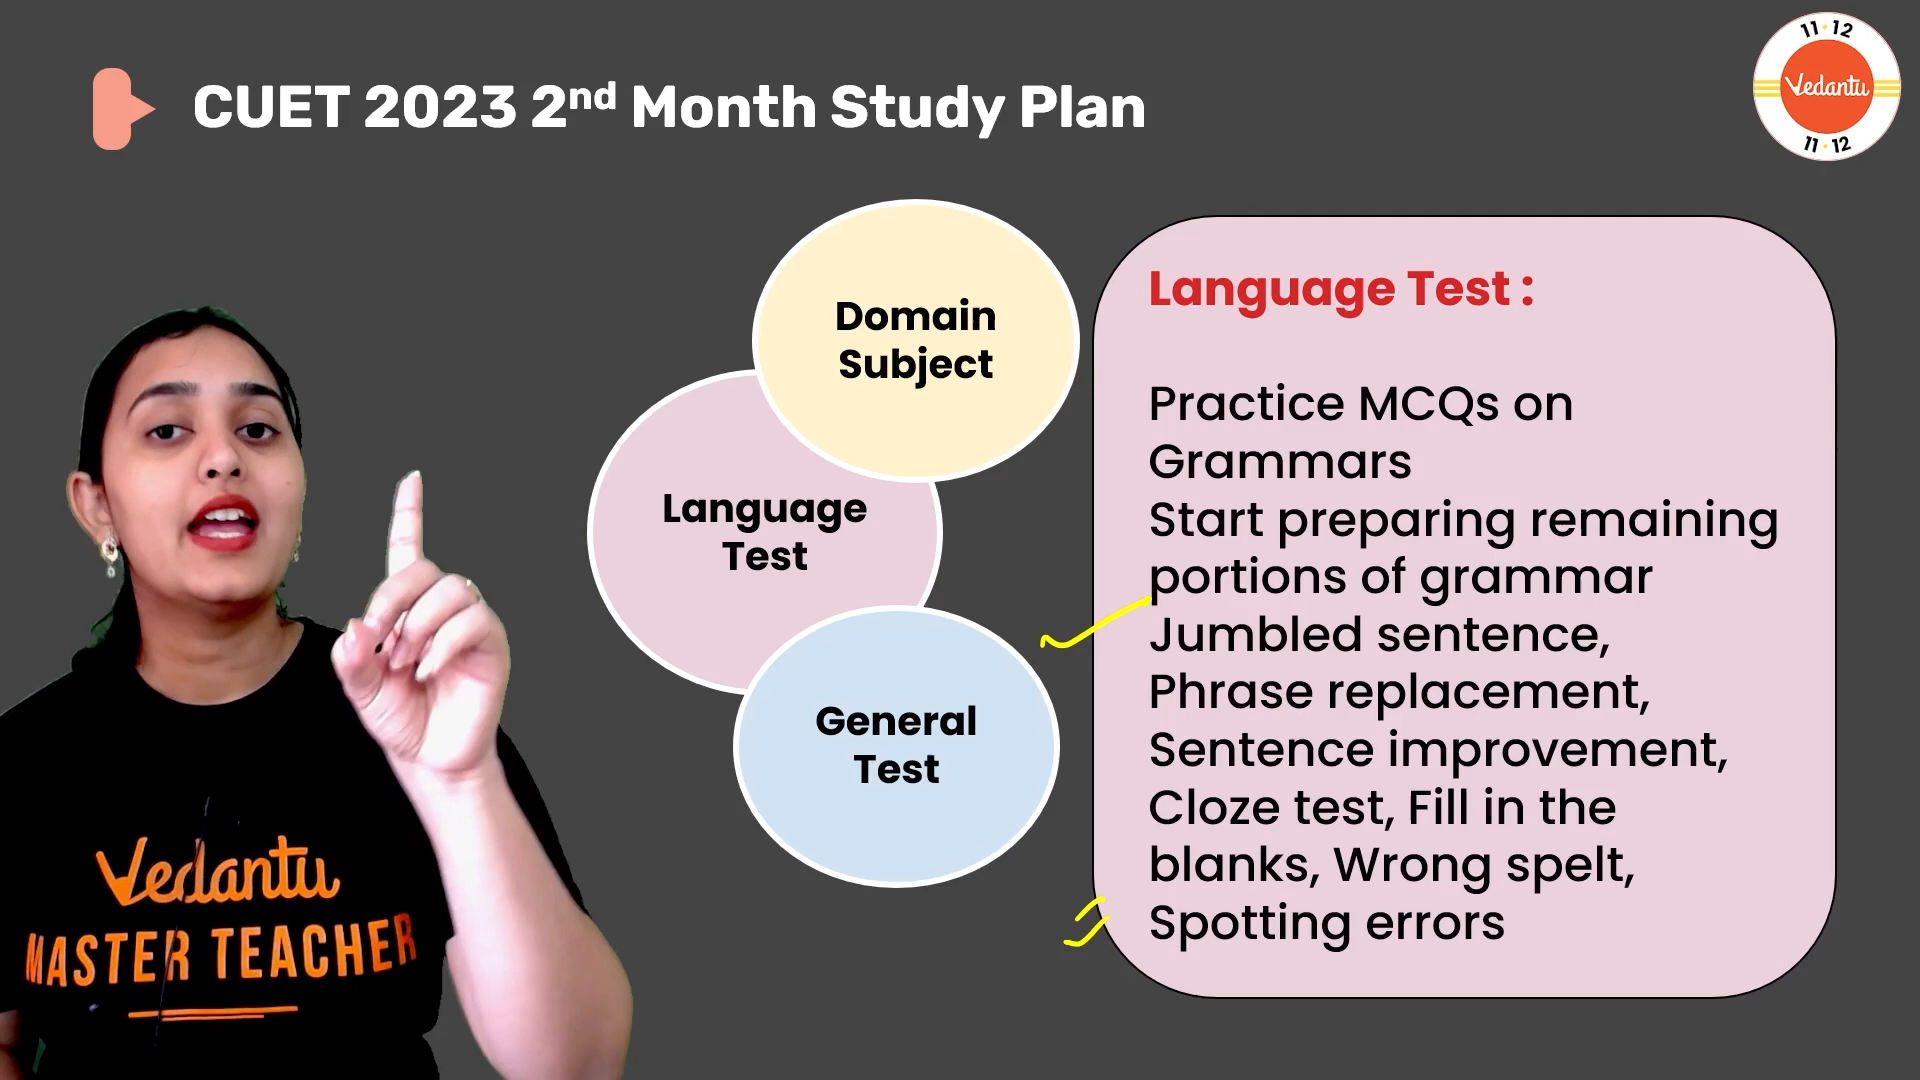 CUET 2023 2nd Month Study Plan
11 · 12
Vedantu
11 · 12
Domain
Subject
Language
Test
General
Test
Language Test :
Practice MCQs on
Grammars
Start preparing remaining
portions of grammar
Jumbled sentence,
Phrase replacement,
Sentence improvement,
Cloze test, Fill in the
blanks, Wrong spelt,
Spotting errors
Vedantu
MASTER TEACHER